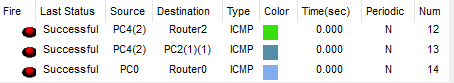 Fire Last Status Source Destination Type Color Time(sec) Periodic Num
Successful PC4(2) Router2 ICMP 0.000 N 12
Successful PC4(2) PC2(1)(1) ICMP 0.000 N 13
Successful PC0 Router0 ICMP 0.000 N 14